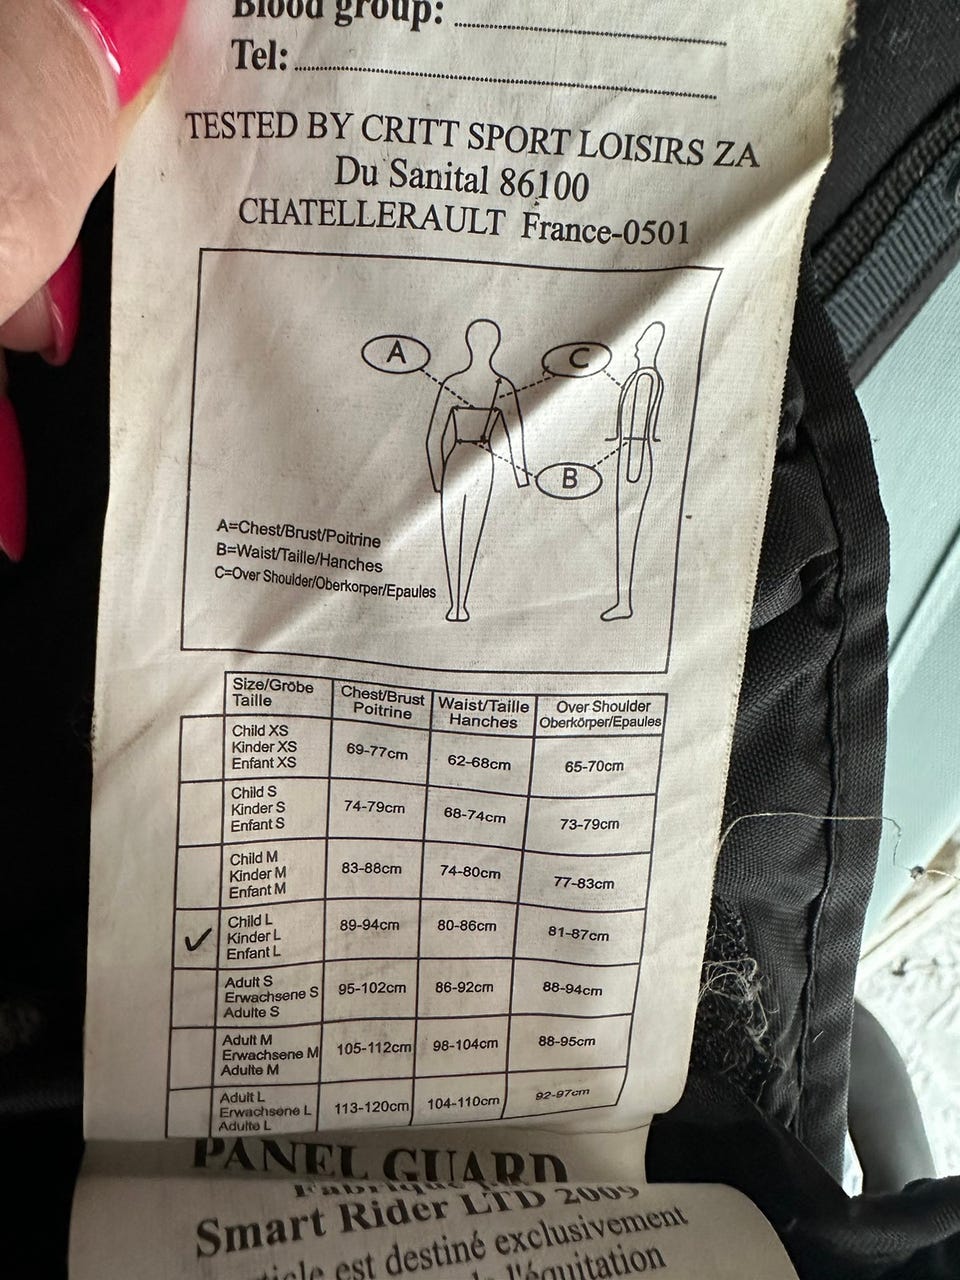 Blood group:
Tel:
TESTED BY CRITT SPORT LOISIRS ZA
Du Sanital 86100
CHATELLERAULT France-0501
A
C
B
A=Chest/Brust/Poitrine
B=Waist/Taille/Hanches
C=Over Shoulder/Oberkorper/Epaules
Size/Gröbe Chest/Brust Waist/Taille Over Shoulder
Taille Poitrine Hanches Oberkörper/Epaules
Child XS
Kinder XS 69-77cm 62-68cm 65-70cm
Enfant XS
Child S
Kinder S 74-79cm 68-74cm 73-79cm
Enfant S
Child M
Kinder M 83-88cm 74-80cm 77-83cm
Enfant M
Child L
✓ Kinder L 89-94cm 80-86cm 81-87cm
Enfant L
Adult S
Erwachsene S 95-102cm 86-92cm 88-94cm
Adulte S
Adult M
Erwachsene M 105-112cm 98-104cm 88-95cm
Adulte M
Adult L
Erwachsene L 113-120cm 104-110cm 92-97cm
Adulte L
PANEL GUARD
Smart Rider LTD 2009
est destiné exclusivement
l'équitation